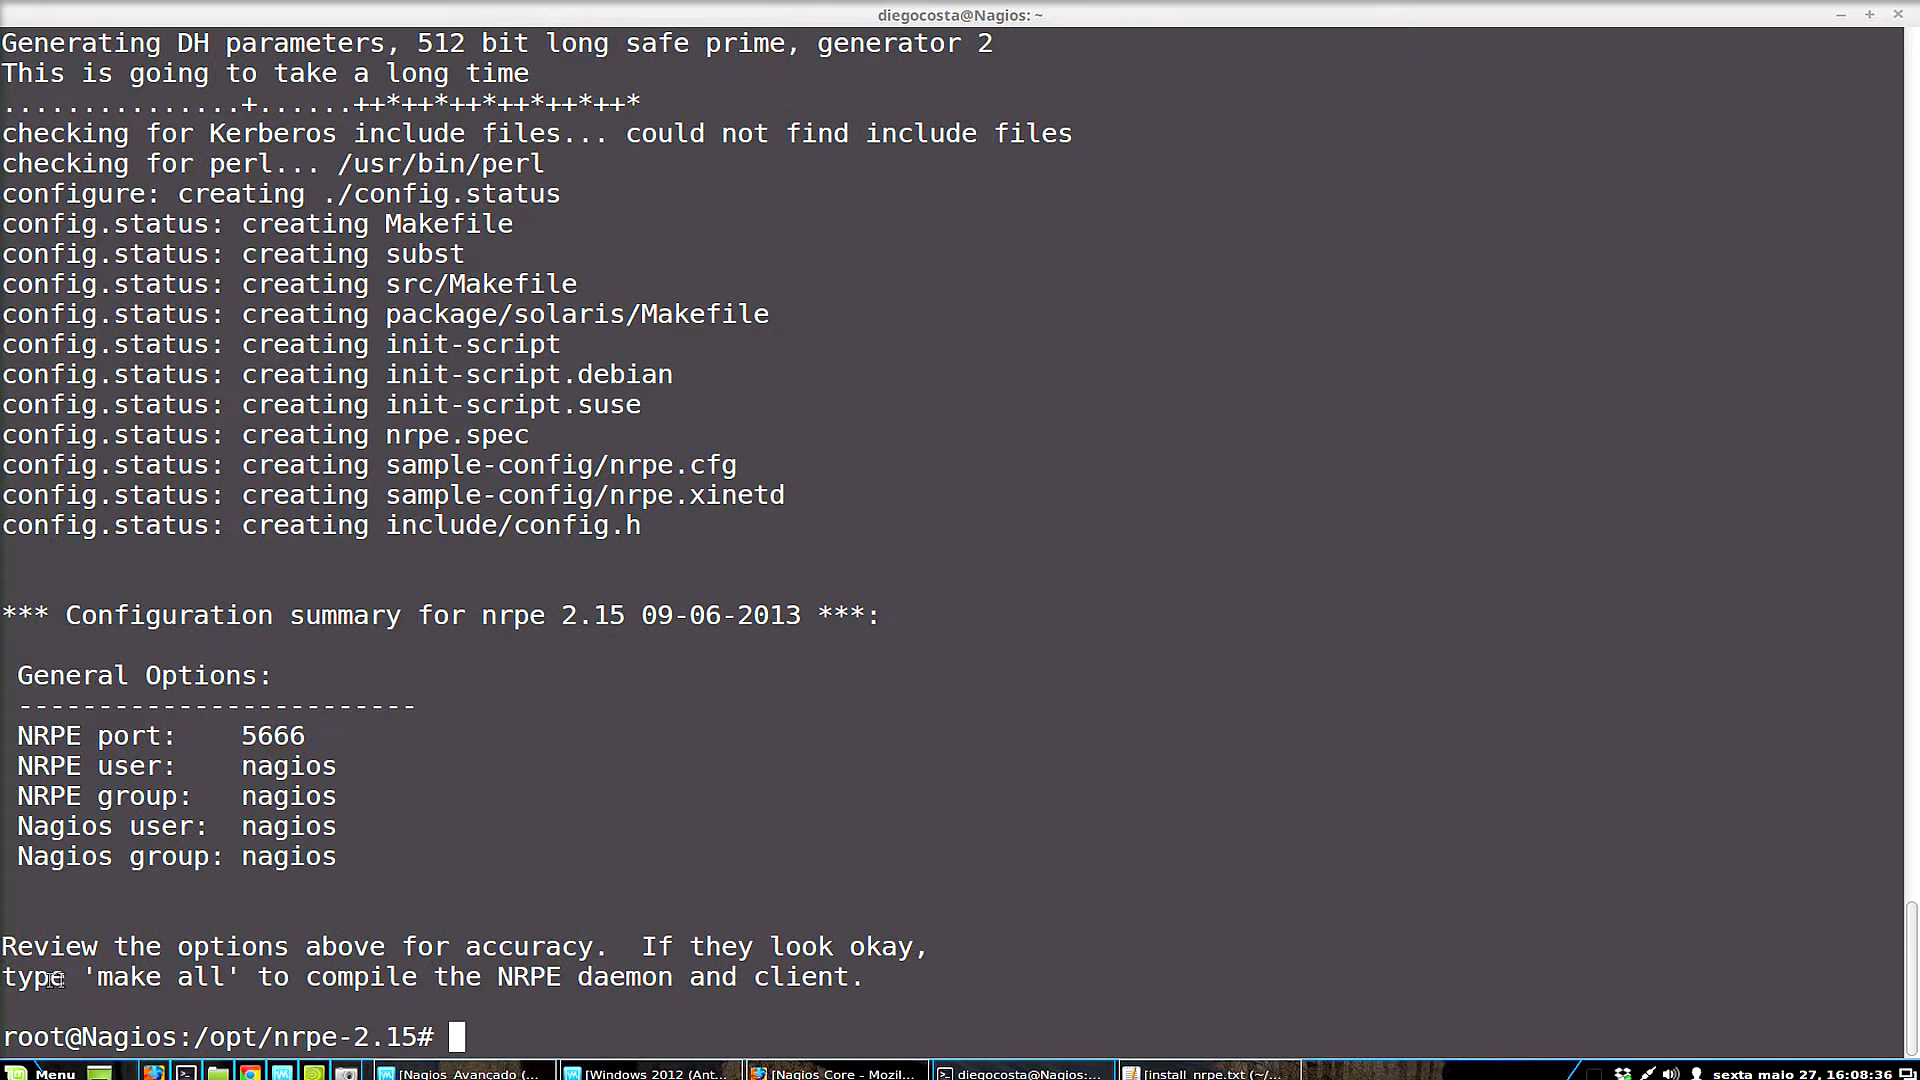 diegocosta@Nagios: ~
Generating DH parameters, 512 bit long safe prime, generator 2
This is going to take a long time
...............+......++*++*++*++*++*++*
checking for Kerberos include files... could not find include files
checking for perl... /usr/bin/perl
configure: creating ./config.status
config.status: creating Makefile
config.status: creating subst
config.status: creating src/Makefile
config.status: creating package/solaris/Makefile
config.status: creating init-script
config.status: creating init-script.debian
config.status: creating init-script.suse
config.status: creating nrpe.spec
config.status: creating sample-config/nrpe.cfg
config.status: creating sample-config/nrpe.xinetd
config.status: creating include/config.h
*** Configuration summary for nrpe 2.15 09-06-2013 ***:
General Options:
-------------------------
NRPE port:    5666
NRPE user:    nagios
NRPE group:   nagios
Nagios user:  nagios
Nagios group: nagios
Review the options above for accuracy.  If they look okay,
type 'make all' to compile the NRPE daemon and client.
root@Nagios:/opt/nrpe-2.15#
Menu [Nagios Avançado (... [Windows 2012 (Ant... [Nagios Core - Mozil... diegocosta@Nagios:... [install_nrpe.txt (~/... sexta maio 27, 16:08:36